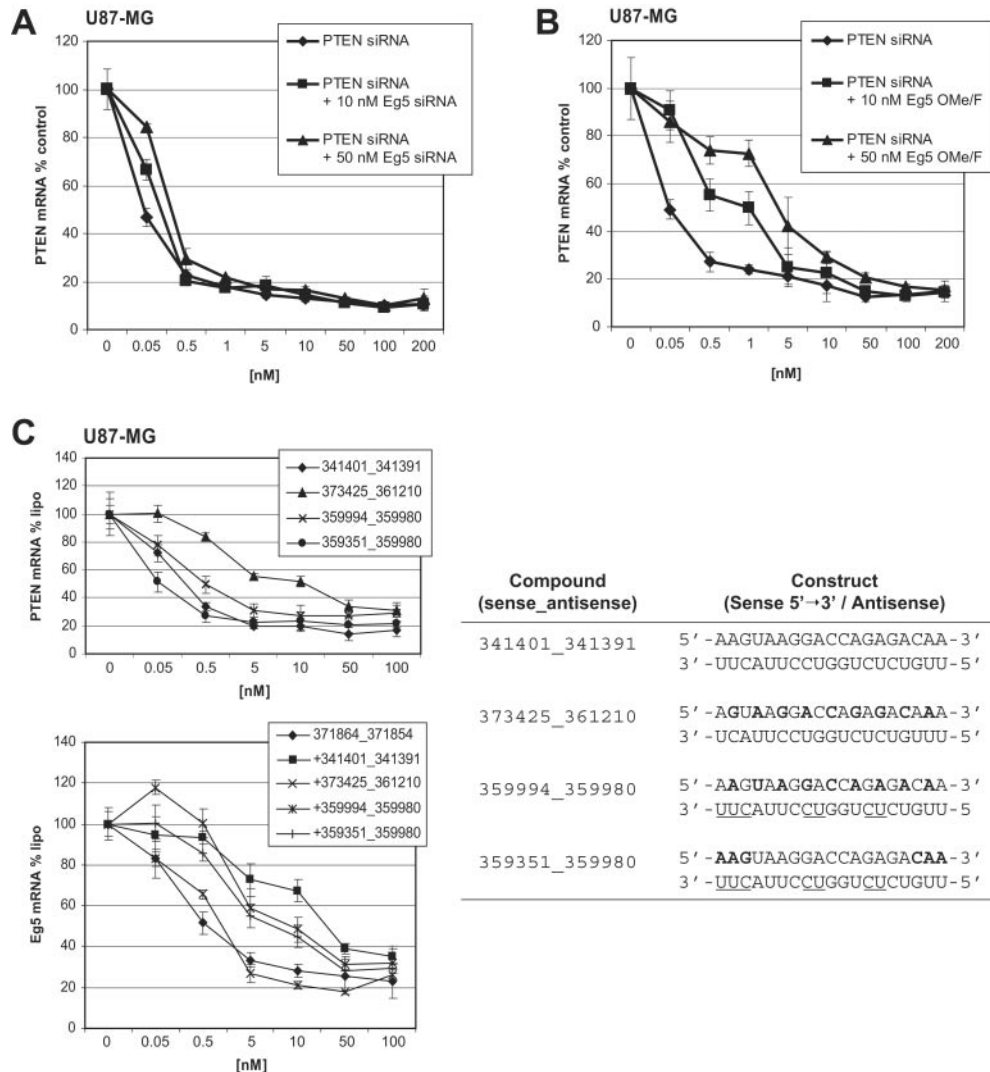 A
U87-MG
PTEN mRNA % control
120
100
80
60
40
20
0
0 0.05 0.5 1 5 10 50 100 200
[nM]
PTEN siRNA
PTEN siRNA
+ 10 nM Eg5 siRNA
PTEN siRNA
+ 50 nM Eg5 siRNA
B
U87-MG
PTEN mRNA % control
120
100
80
60
40
20
0
0 0.05 0.5 1 5 10 50 100 200
[nM]
PTEN siRNA
PTEN siRNA
+ 10 nM Eg5 OMe/F
PTEN siRNA
+ 50 nM Eg5 OMe/F
C
U87-MG
PTEN mRNA % lipo
140
120
100
80
60
40
20
0
0 0.05 0.5 5 10 50 100
[nM]
341401_341391
373425_361210
359994_359980
359351_359980
Eg5 mRNA % lipo
140
120
100
80
60
40
20
0
0 0.05 0.5 5 10 50 100
[nM]
371864_371854
+341401_341391
+373425_361210
+359994_359980
+359351_359980
Compound Construct
(sense_antisense) (Sense 5'→3' / Antisense)
341401_341391 5'-AAGUAAGGACCAGAGACAA-3'
3'-UUCAUUCCUGGUCUCUGUU-5'
373425_361210 5'-AGUAAGGACCAGAGACAAA-3'
3'-UCAUUCCUGGUCUCUGUUU-5'
359994_359980 5'-AAGUAAGGACCAGAGACAA-3'
3'-UUCAUUCCUGGUCUCUGUU-5
359351_359980 5'-AAGUAAGGACCAGAGACAA-3'
3'-UUCAUUCCUGGUCUCUGUU-5'